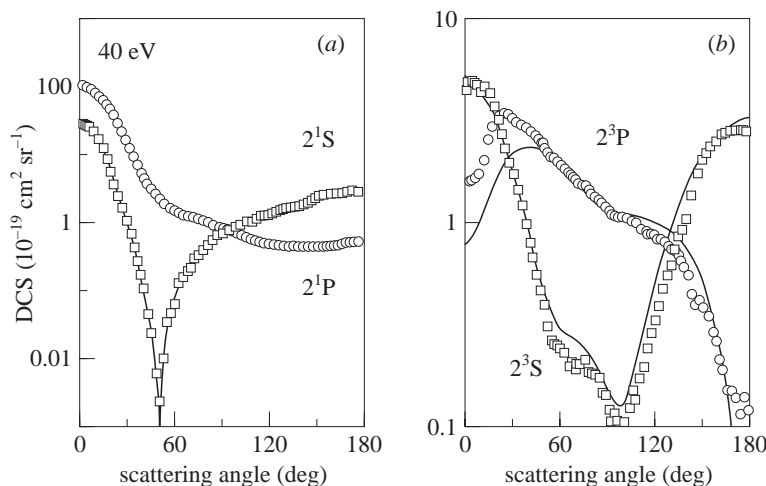 40 eV
(a)
100
1
0.01
2¹S
2¹P
DCS (10⁻¹⁹ cm² sr⁻¹)
0 60 120 180
scattering angle (deg)
(b)
10
1
0.1
2³P
2³S
0 60 120 180
scattering angle (deg)